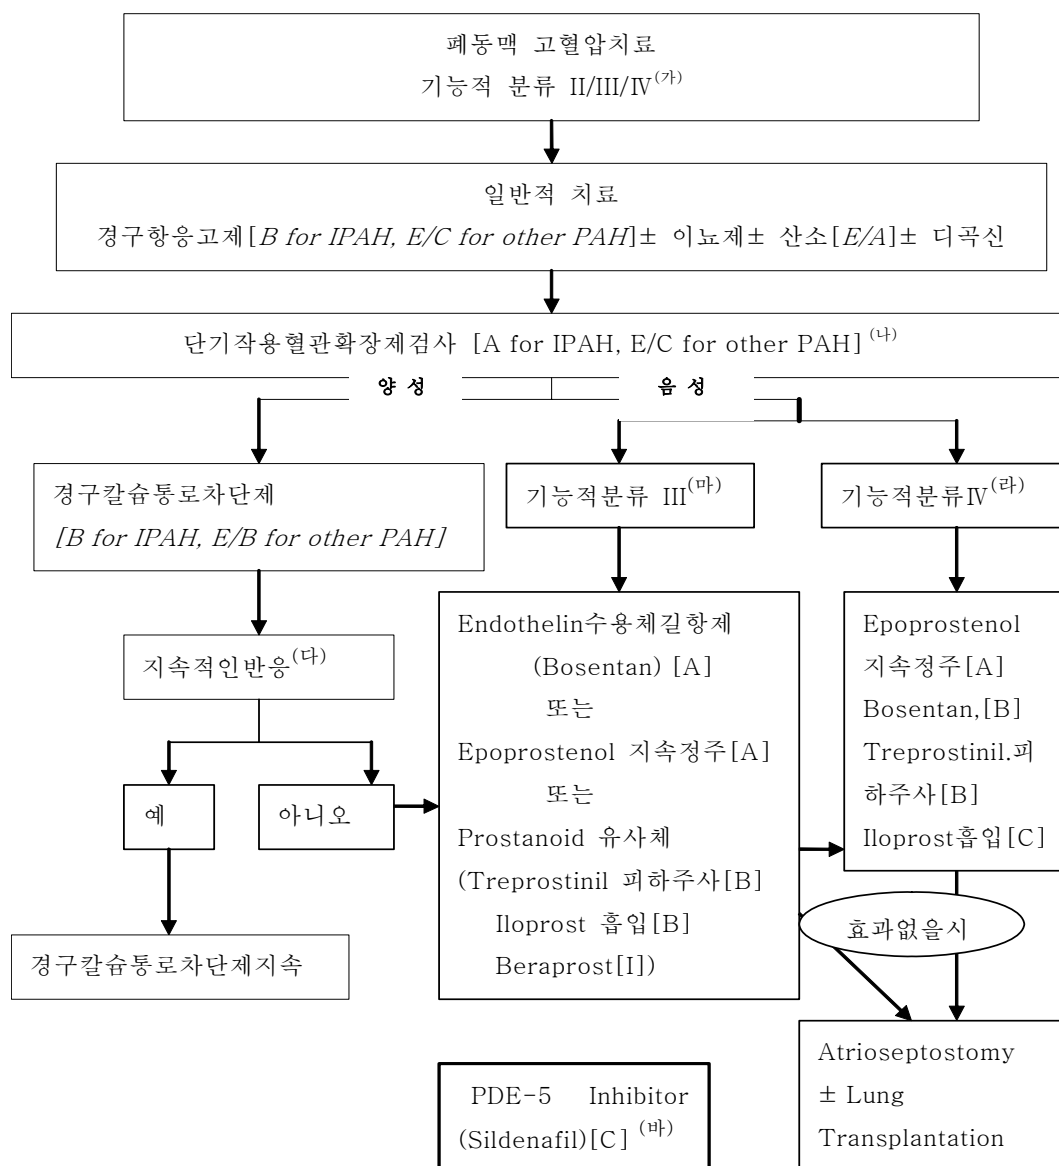 폐동맥 고혈압치료
기능적 분류 II/III/IV(가)
일반적 치료
경구항응고제[B for IPAH, E/C for other PAH]± 이뇨제± 산소[E/A]± 디곡신
단기작용혈관확장제검사 [A for IPAH, E/C for other PAH](나)
양 성
음 성
경구칼슘통로차단제
[B for IPAH, E/B for other PAH]
기능적분류 III(마)
기능적분류IV(라)
지속적인반응(다)
예
아니오
경구칼슘통로차단제지속
Endothelin수용체길항제
(Bosentan) [A]
또는
Epoprostenol 지속정주[A]
또는
Prostanoid 유사체
(Treprostinil 피하주사[B]
Iloprost 흡입[B]
Beraprost[I])
Epoprostenol
지속정주[A]
Bosentan,[B]
Treprostinil.피
하주사[B]
Iloprost흡입[C]
효과없을시
PDE-5 Inhibitor
(Sildenafil)[C] (바)
Atrioseptostomy
± Lung
Transplantation